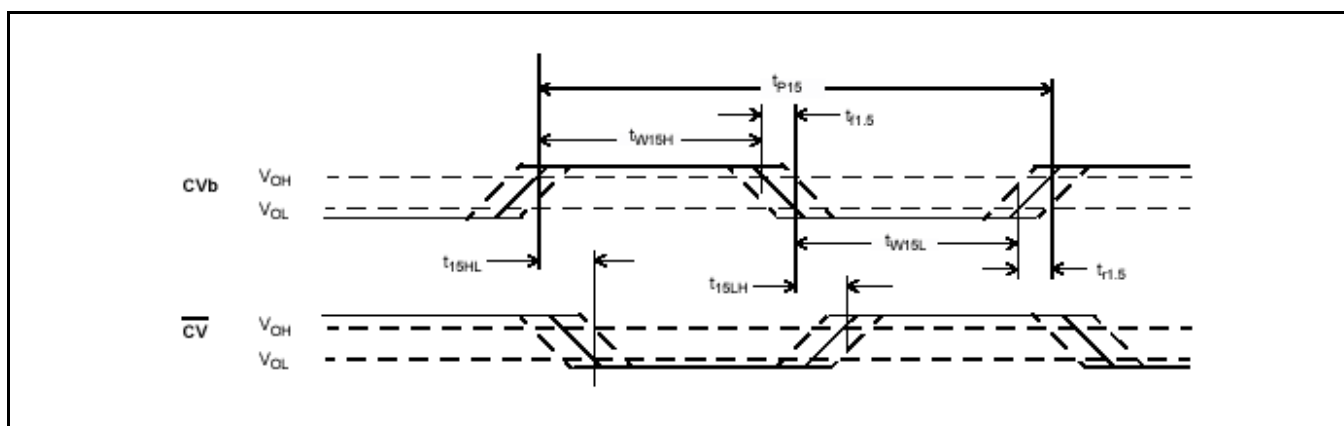 tP15
tf1.5
tW15H
CVb
VOH
VOL
tW15L
t15HL
t15LH
tr1.5
CV
VOH
VOL